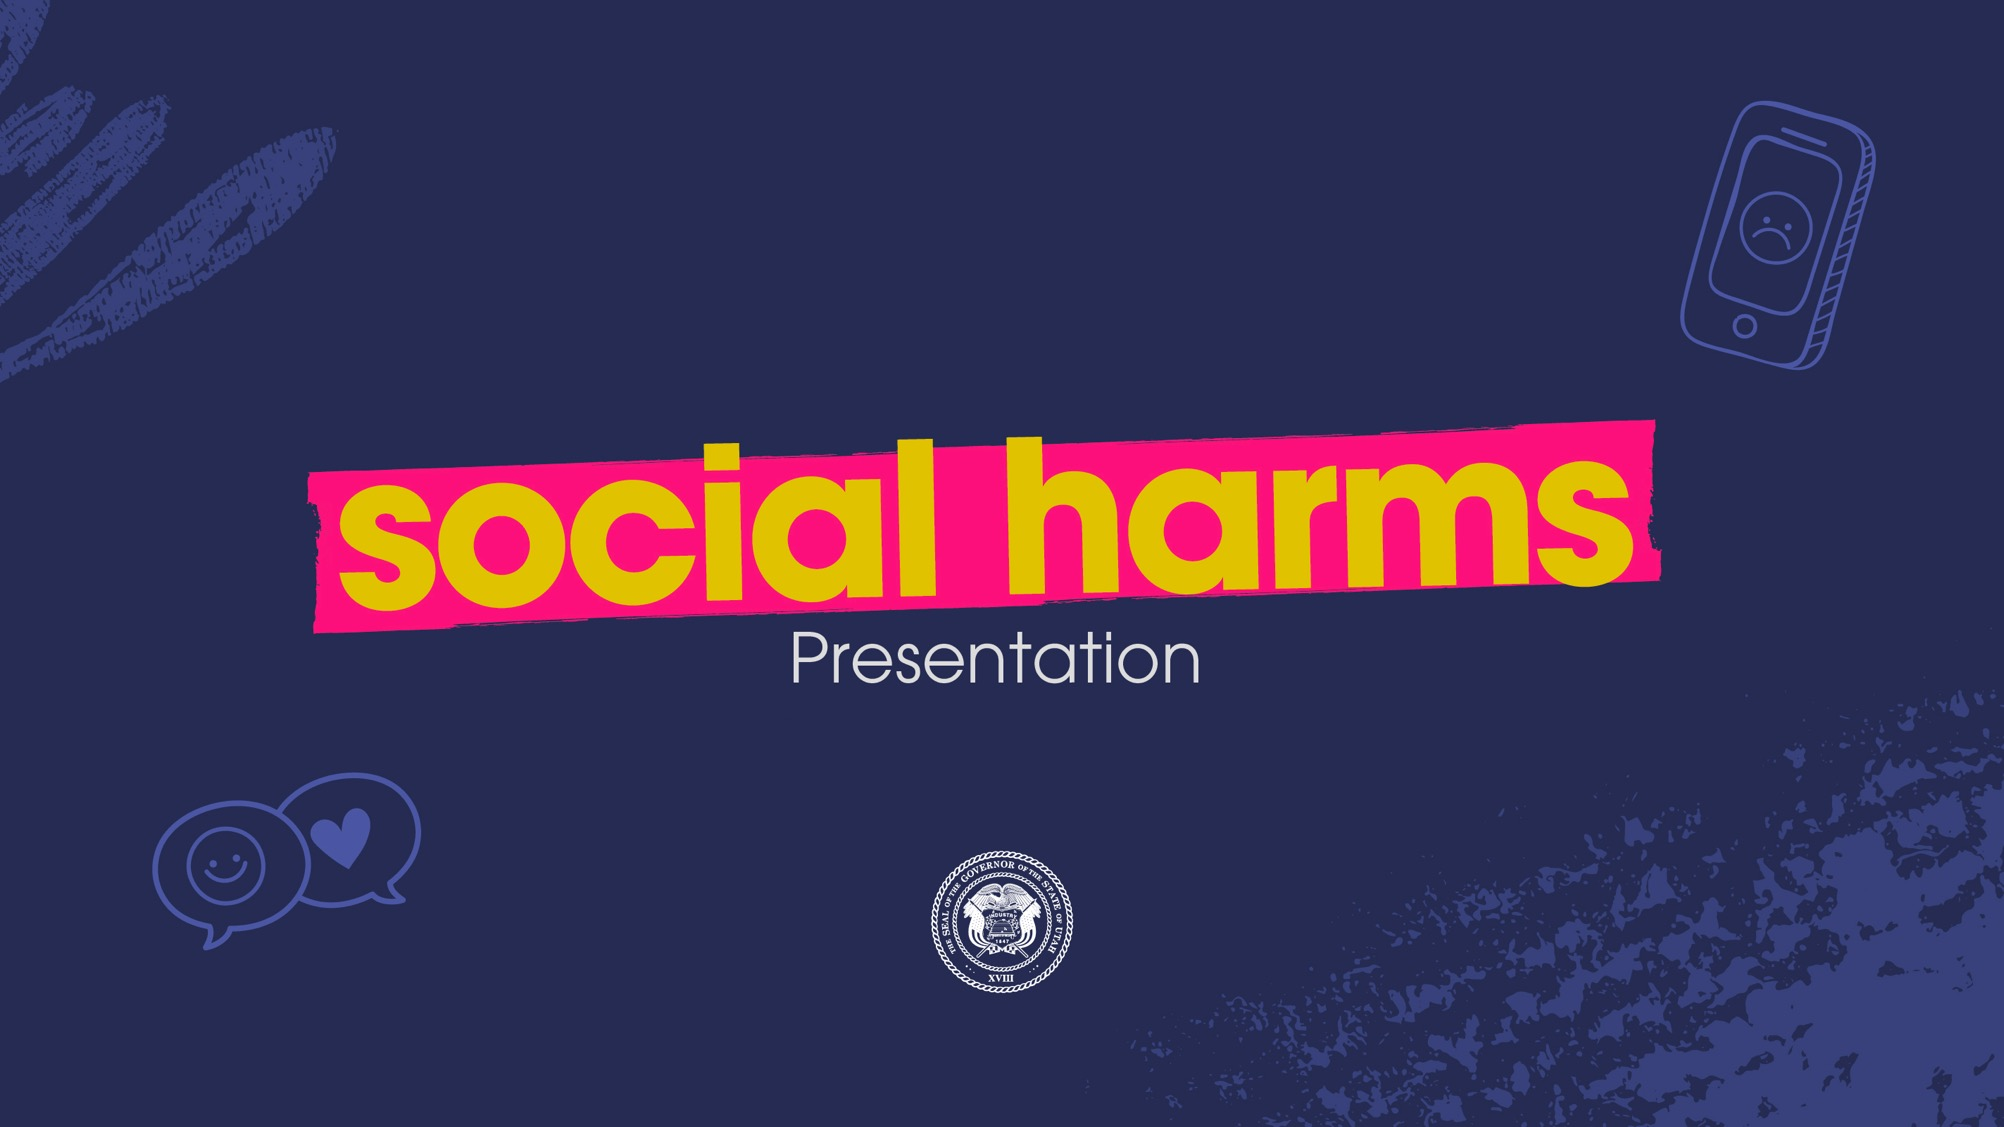 social harms
Presentation
THE SEAL OF THE GOVERNOR OF THE STATE OF UTAH
INDUSTRY
1847
XVIII